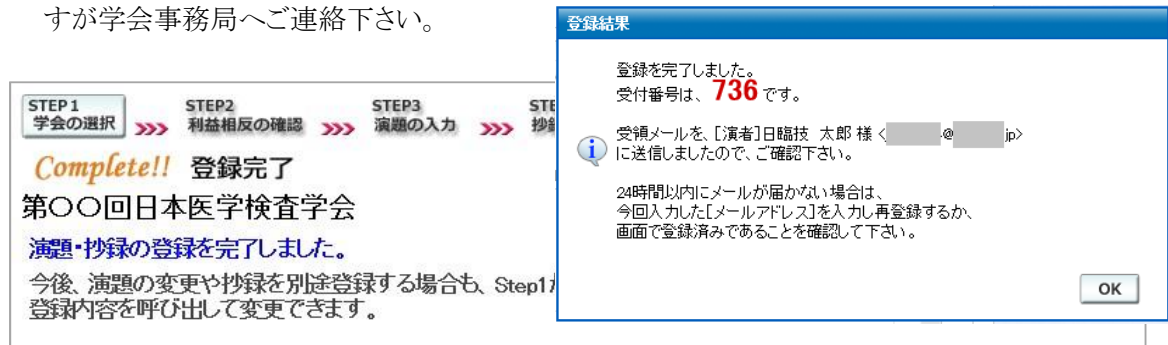 すが学会事務局へご連絡下さい。
STEP1 STEP2 STEP3
学会の選択 >>> 利益相反の確認 >>> 演題の入力 >>>
Complete!! 登録完了
第〇〇回日本医学検査学会
演題・抄録の登録を完了しました。
今後、演題の変更や抄録を別途登録する場合も、Step1
登録内容を呼び出して変更できます。
登録結果
登録を完了しました。
受付番号は、736です。
受領メールを、[演者]日臨技 太郎 様 < @ jp>
に送信しましたので、ご確認下さい。
24時間以内にメールが届かない場合は、
今回入力した[メールアドレス]を入力し再登録するか、
画面で登録済みであることを確認して下さい。
OK